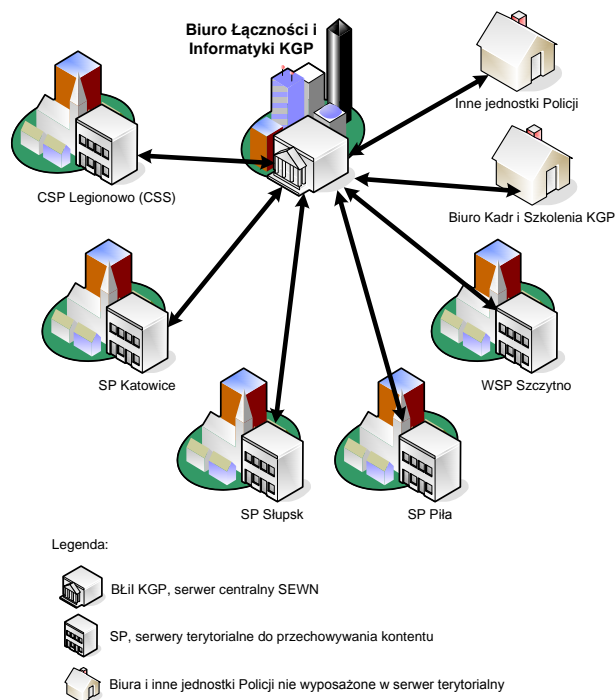 Biuro Łączności i
Informatyki KGP
Inne jednostki Policji
CSP Legionowo (CSS)
Biuro Kadr i Szkolenia KGP
SP Katowice
WSP Szczytno
SP Słupsk
SP Piła
Legenda:
BŁiI KGP, serwer centralny SEWN
SP, serwery terytorialne do przechowywania kontentu
Biura i inne jednostki Policji nie wyposażone w serwer terytorialny